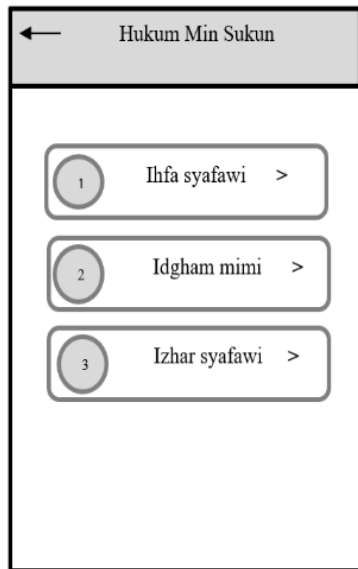 ← Hukum Min Sukun
1 Ihfa syafawi >
2 Idgham mimi >
3 Izhar syafawi >